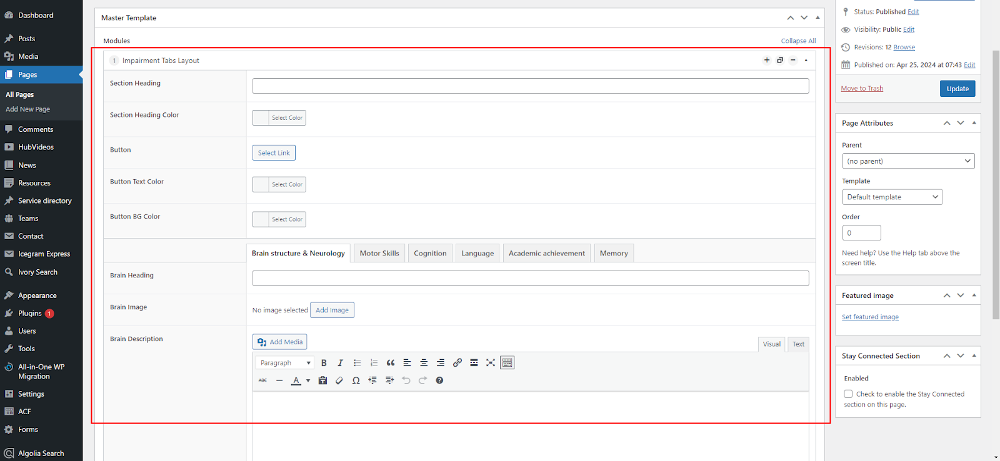 Dashboard
Posts
Media
Pages
All Pages
Add New Page
Comments
HubVideos
News
Resources
Service directory
Teams
Contact
Icegram Express
Ivory Search
Appearance
Plugins 1
Users
Tools
All-in-One WP
Migration
Settings
ACF
Forms
Algolia Search
Master Template
Modules
Collapse All
1 Impairment Tabs Layout
Section Heading
Section Heading Color
Select Color
Button
Select Link
Button Text Color
Select Color
Button BG Color
Select Color
Brain structure & Neurology Motor Skills Cognition Language Academic achievement Memory
Brain Heading
Brain Image
No image selected Add Image
Brain Description
Add Media
Visual Text
Paragraph B I
ABC A Ω
Status: Published Edit
Visibility: Public Edit
Revisions: 12 Browse
Published on: Apr 25, 2024 at 07:43 Edit
Move to Trash
Update
Page Attributes
Parent
(no parent)
Template
Default template
Order
0
Need help? Use the Help tab above the
screen title.
Featured image
Set featured image
Stay Connected Section
Enabled
Check to enable the Stay Connected
section on this page.